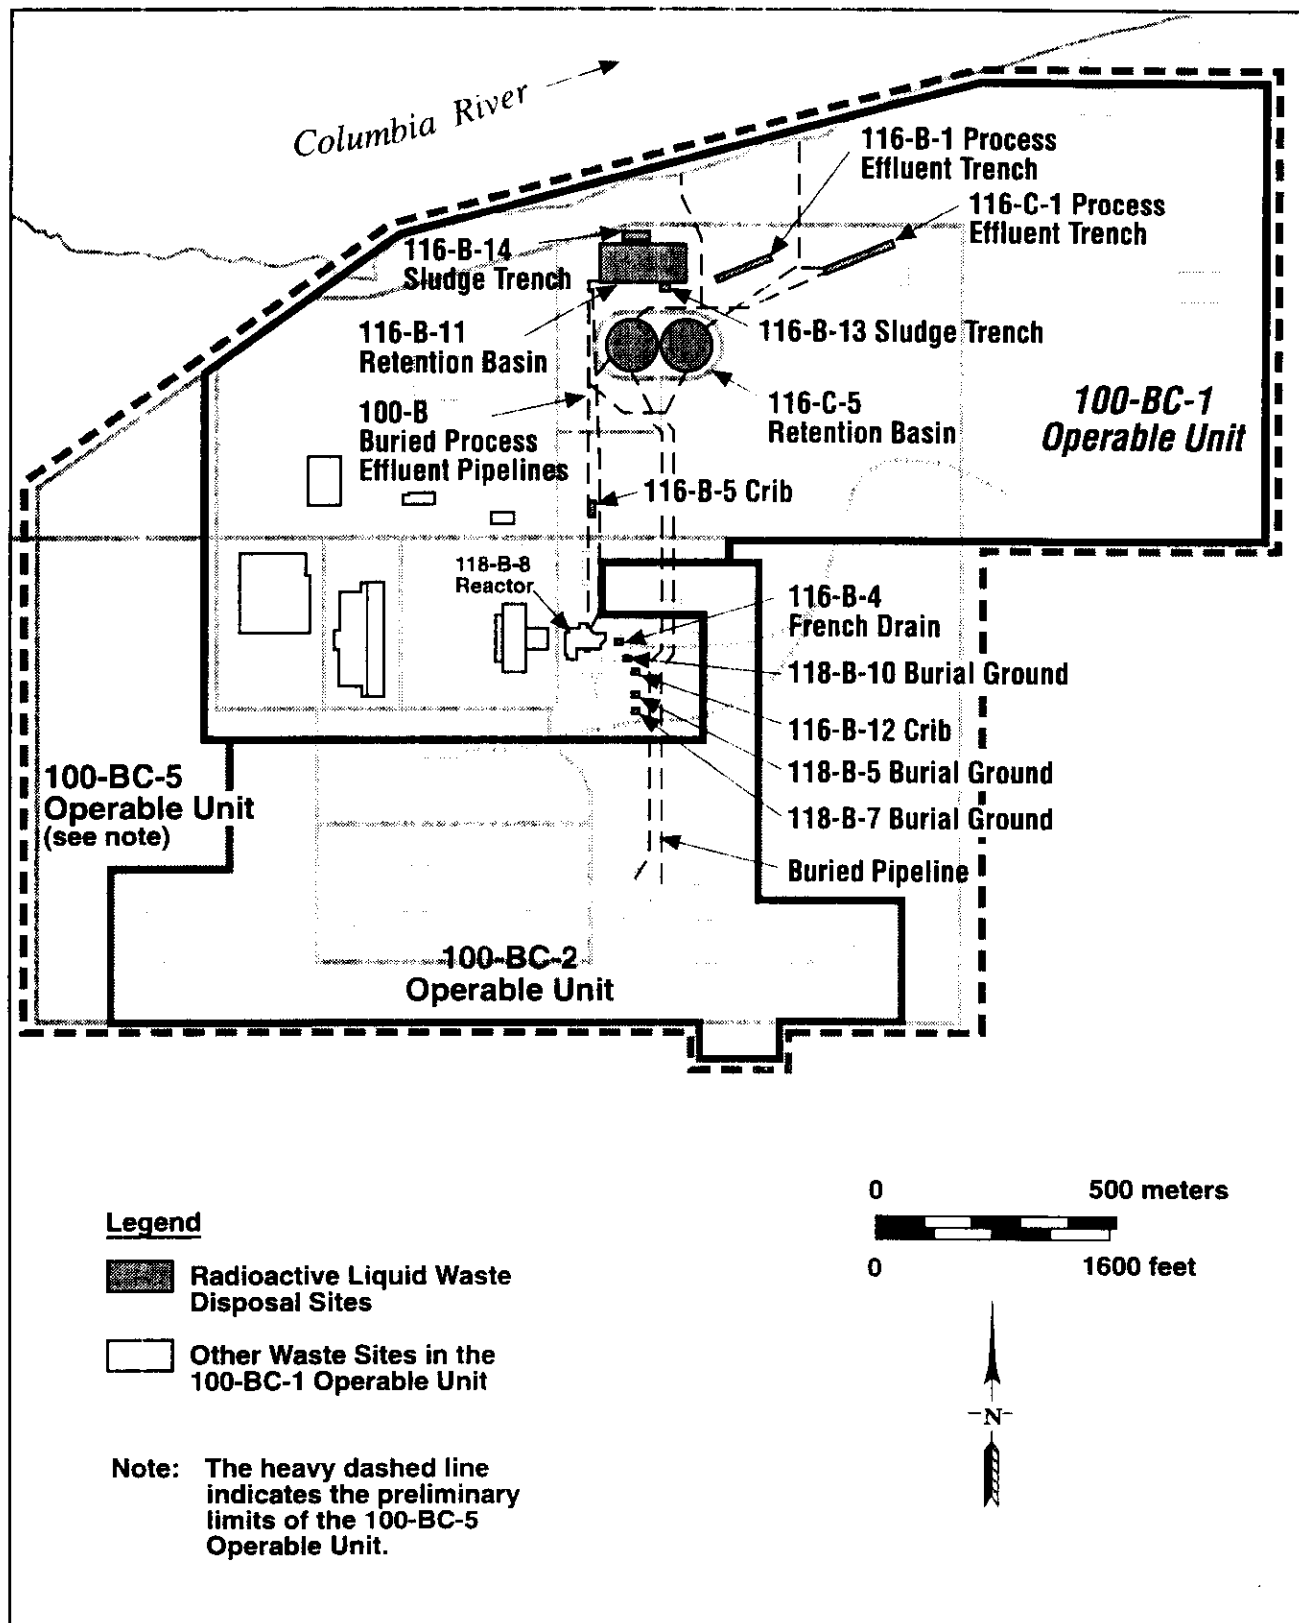 Columbia River
116-B-1 Process
Effluent Trench
116-C-1 Process
Effluent Trench
116-B-14
Sludge Trench
116-B-11
Retention Basin
116-B-13 Sludge Trench
116-C-5
Retention Basin
100-BC-1
Operable Unit
100-B
Buried Process
Effluent Pipelines
116-B-5 Crib
118-B-8
Reactor
116-B-4
French Drain
118-B-10 Burial Ground
116-B-12 Crib
118-B-5 Burial Ground
118-B-7 Burial Ground
Buried Pipeline
100-BC-5
Operable Unit
(see note)
100-BC-2
Operable Unit
0 500 meters
0 1600 feet
Legend
Radioactive Liquid Waste
Disposal Sites
Other Waste Sites in the
100-BC-1 Operable Unit
N
Note: The heavy dashed line
indicates the preliminary
limits of the 100-BC-5
Operable Unit.